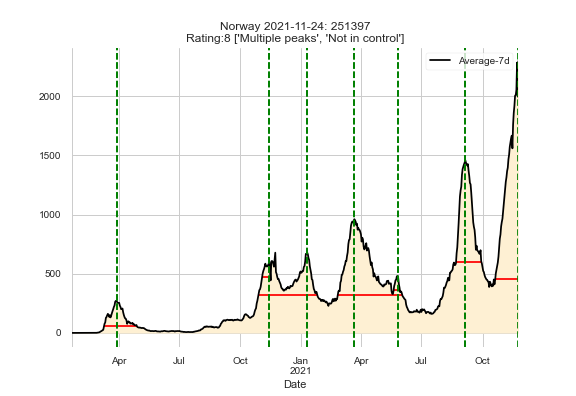 Norway 2021-11-24: 251397
Rating:8 ['Multiple peaks', 'Not in control']
Average-7d
2000
1500
1000
500
0
Apr Jul Oct Jan Apr Jul Oct
2021
Date